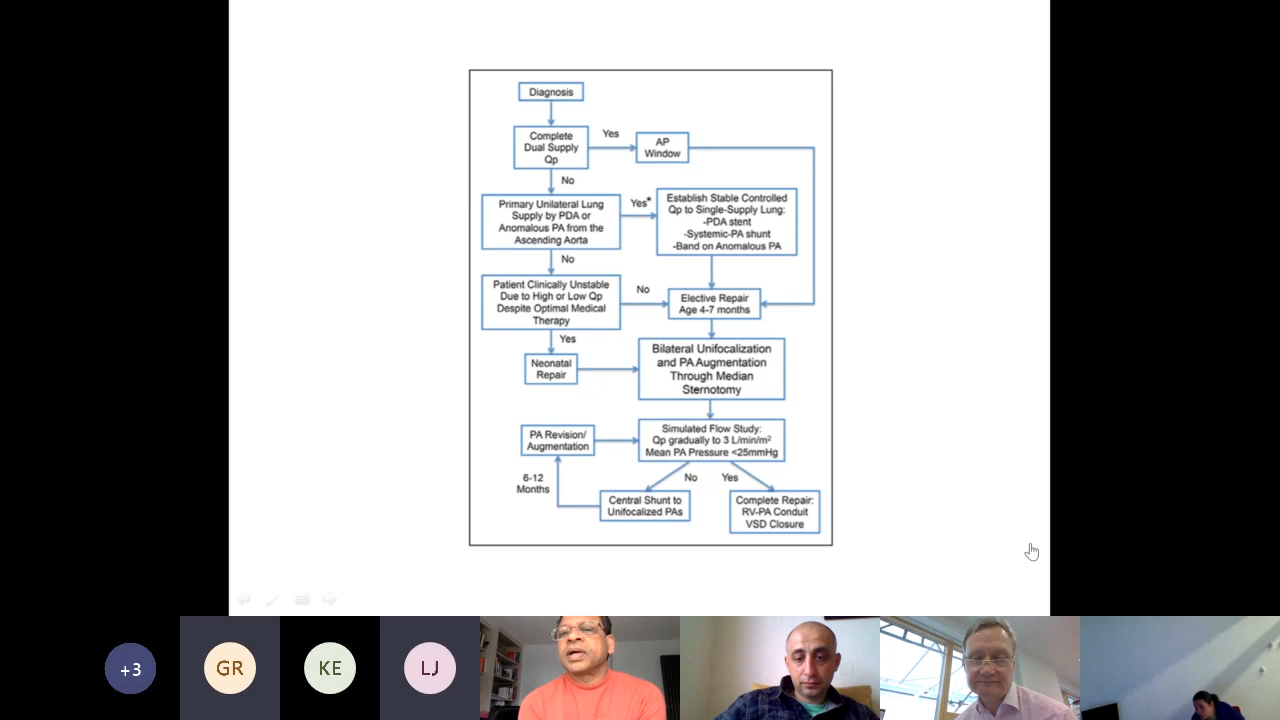 Diagnosis
Complete
Dual Supply
Qp
Yes
AP
Window
No
Primary Unilateral Lung
Supply by PDA or
Anomalous PA from the
Ascending Aorta
Yes*
Establish Stable Controlled
Qp to Single-Supply Lung:
-PDA stent
-Systemic-PA shunt
-Band on Anomalous PA
No
Patient Clinically Unstable
Due to High or Low Qp
Despite Optimal Medical
Therapy
No
Elective Repair
Age 4-7 months
Yes
Neonatal
Repair
Bilateral Unifocalization
and PA Augmentation
Through Median
Sternotomy
PA Revision/
Augmentation
Simulated Flow Study:
Qp gradually to 3 L/min/m²
Mean PA Pressure <25mmHg
6-12
Months
No
Yes
Central Shunt to
Unifocalized PAs
Complete Repair:
RV-PA Conduit
VSD Closure
+3
GR
KE
LJ